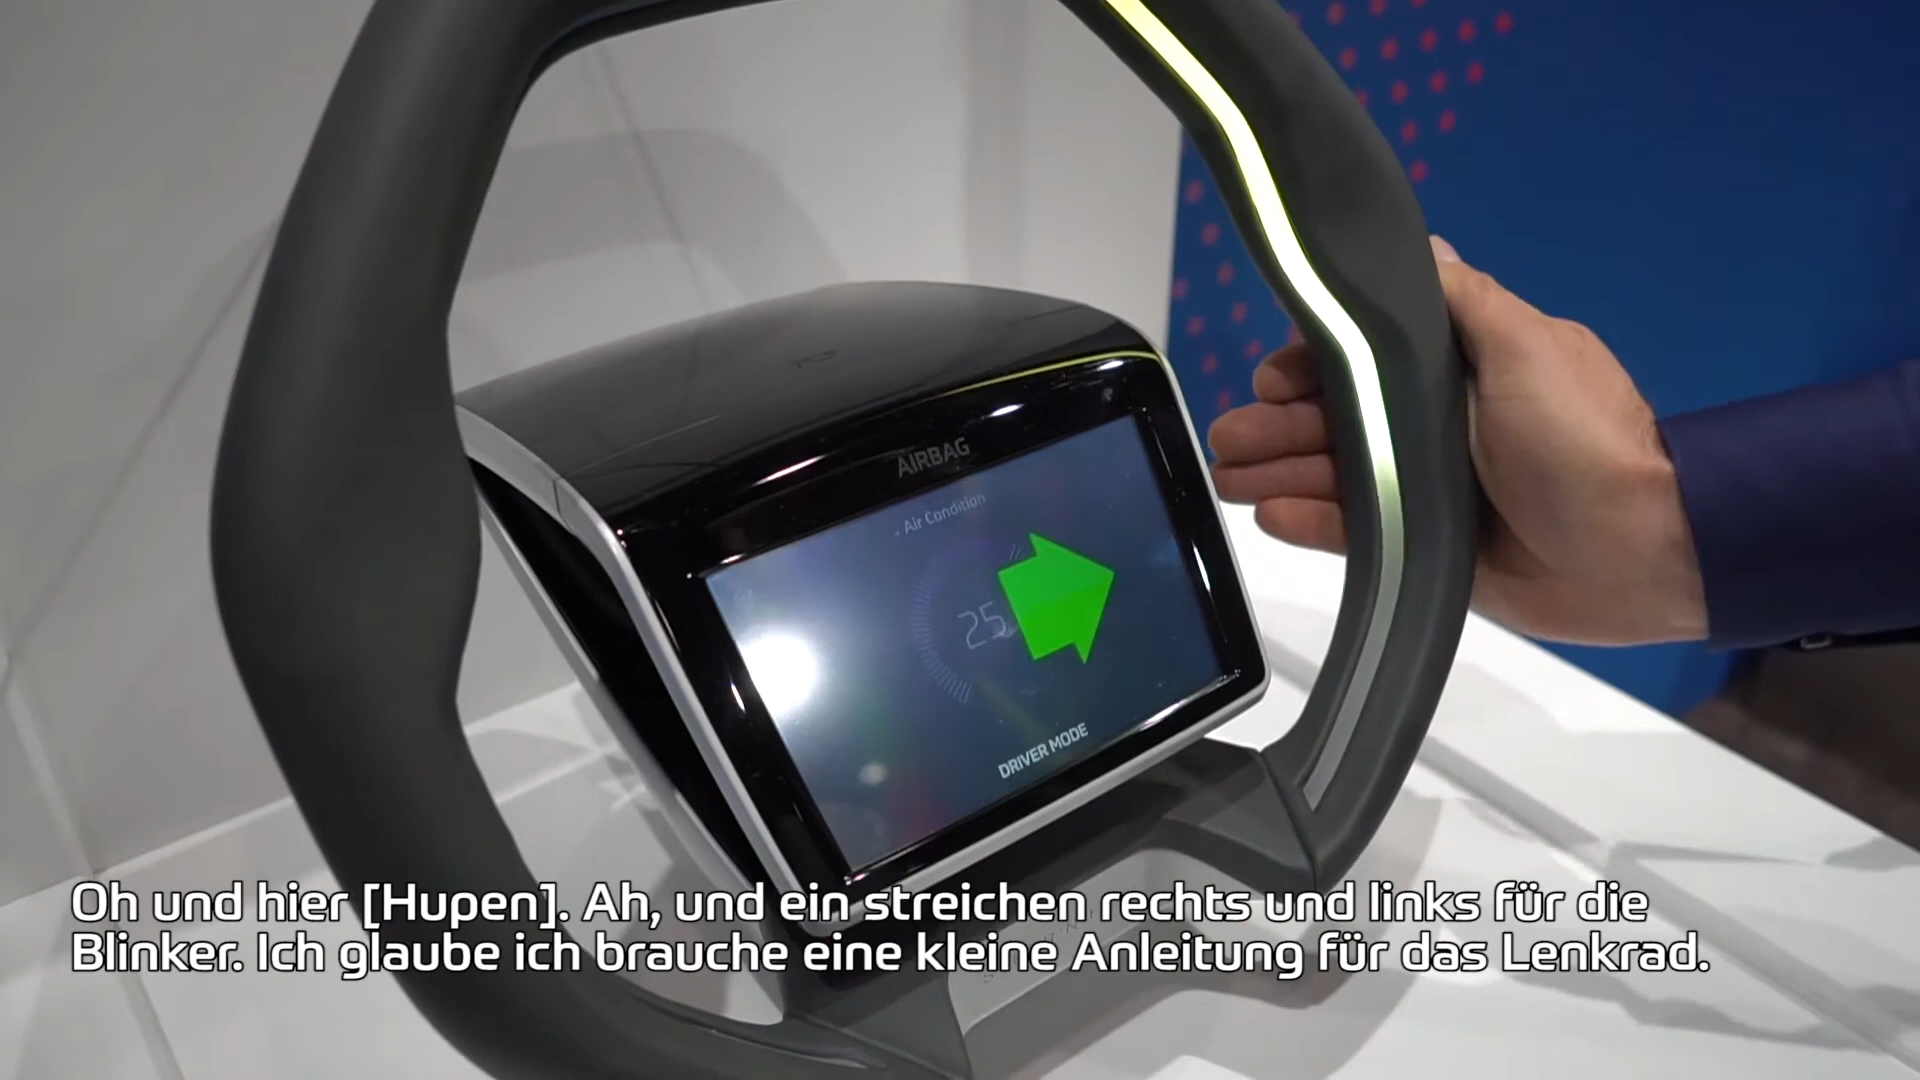 AIRBAG
Air Condition
25
DRIVER MODE
Oh und hier [Hupen]. Ah, und ein streichen rechts und links für die
Blinker. Ich glaube ich brauche eine kleine Anleitung für das Lenkrad.